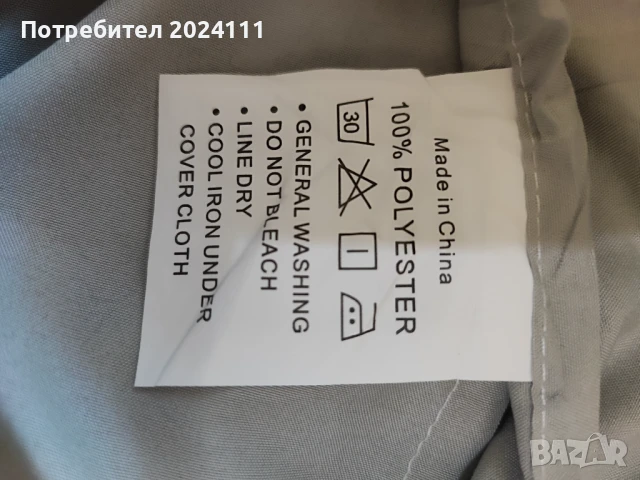 Потребител 2024111
Made in China
100% POLYESTER
30
• GENERAL WASHING
• DO NOT BLEACH
• LINE DRY
• COOL IRON UNDER
COVER CLOTH
BAZAR